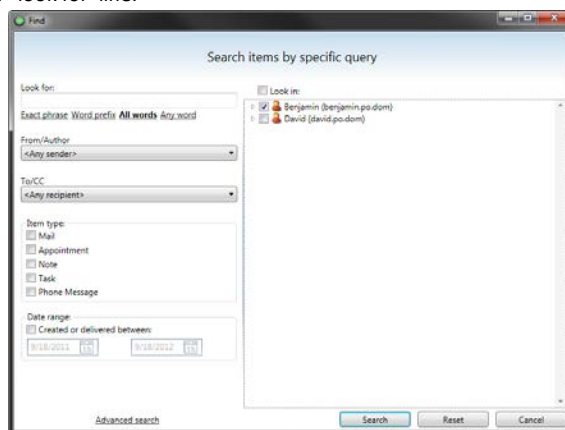 "look for" line.
Find
Search items by specific query
Look for:
Exact phrase Word prefix All words Any word
From/Author
<Any sender>
To/CC
<Any recipient>
Item type:
Mail
Appointment
Note
Task
Phone Message
Date range:
Created or delivered between:
9/18/2011 9/18/2012
Advanced search
Look in:
Benjamin (benjamin.po.dom)
David (david.po.dom)
Search Reset Cancel